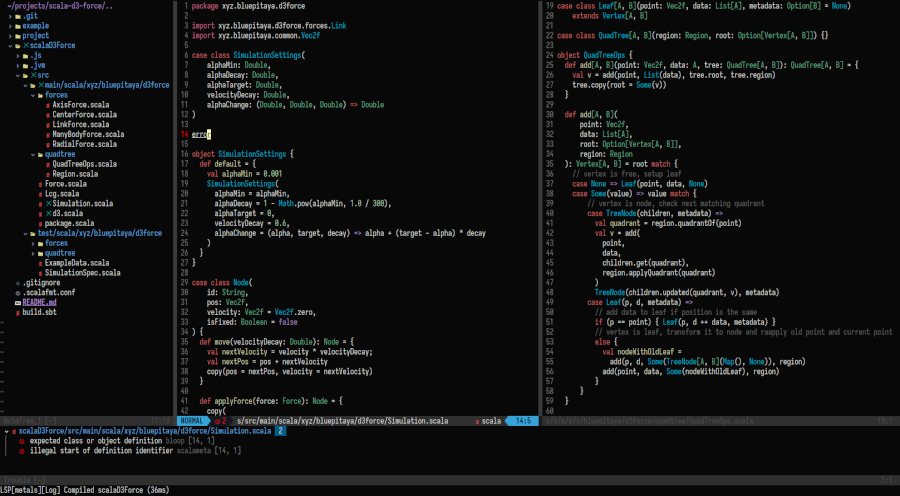 ~/projects/scala-d3-force/..
.git
example
project
scalaD3Force
.js
.jvm
src
main/scala/xyz/bluepitaya/d3force
forces
AxisForce.scala
CenterForce.scala
LinkForce.scala
ManyBodyForce.scala
RadialForce.scala
quadtree
QuadTreeOps.scala
Region.scala
Force.scala
Lcg.scala
Simulation.scala
d3.scala
package.scala
test/scala/xyz/bluepitaya/d3force
forces
quadtree
ExampleData.scala
SimulationSpec.scala
.gitignore
.scalafmt.conf
README.md
build.sbt
1 package xyz.bluepitaya.d3force
2
3 import xyz.bluepitaya.d3force.forces.Link
4 import xyz.bluepitaya.common.Vec2f
5
6 case class SimulationSettings(
7 alphaMin: Double,
8 alphaDecay: Double,
9 alphaTarget: Double,
10 velocityDecay: Double,
11 alphaChange: (Double, Double, Double) => Double
12 )
13
14 error
15
16 object SimulationSettings {
17 def default = {
18 val alphaMin = 0.001
19 SimulationSettings(
20 alphaMin = alphaMin,
21 alphaDecay = 1 - Math.pow(alphaMin, 1.0 / 300),
22 alphaTarget = 0,
23 velocityDecay = 0.6,
24 alphaChange = (alpha, target, decay) => alpha + (target - alpha) * decay
25 )
26 }
27 }
28
29 case class Node(
30 id: String,
31 pos: Vec2f,
32 velocity: Vec2f = Vec2f.zero,
33 isFixed: Boolean = false
34 ) {
35 def move(velocityDecay: Double): Node = {
36 val nextVelocity = velocity * velocityDecay;
37 val nextPos = pos + nextVelocity
38 copy(pos = nextPos, velocity = nextVelocity)
39 }
40
41 def applyForce(force: Force): Node = {
42 copy(
19 case class Leaf[A, B](point: Vec2f, data: List[A], metadata: Option[B] = None)
20 extends Vertex[A, B]
21
22 case class QuadTree[A, B](region: Region, root: Option[Vertex[A, B]]) {}
23
24 object QuadTreeOps {
25 def add[A, B](point: Vec2f, data: A, tree: QuadTree[A, B]): QuadTree[A, B] = {
26 val v = add(point, List(data), tree.root, tree.region)
27 tree.copy(root = Some(v))
28 }
29
30 def add[A, B](
31 point: Vec2f,
32 data: List[A],
33 root: Option[Vertex[A, B]],
34 region: Region
35 ): Vertex[A, B] = root match {
36 // vertex is free, setup leaf
37 case None => Leaf(point, data, None)
38 case Some(value) => value match {
39 // vertex is node, check next matching quadrant
40 case TreeNode(children, metadata) =>
41 val quadrant = region.quadrantOf(point)
42 val v = add(
43 point,
44 data,
45 children.get(quadrant),
46 region.applyQuadrant(quadrant)
47 )
48 TreeNode(children.updated(quadrant, v), metadata)
49 case Leaf(p, d, metadata) =>
50 // add data to leaf if position is the same
51 if (p == point) { Leaf(p, d ++ data, metadata) }
52 // verties is leaf, transform it to node and raapply old point and current point
53 else {
54 val nodeWithOldLeaf =
55 add(p, d, Some(TreeNode[A, B](Map(), None)), region)
56 add(point, data, Some(nodeWithOldLeaf), region)
57 }
58 }
59 }
60
NORMAL 2 s/src/main/scala/xyz/bluepitaya/d3force/Simulation.scala scala 14:5
scalaD3Force/src/main/scala/xyz/bluepitaya/d3force/Simulation.scala 2
expected class or object definition bloop [14, 1]
illegal start of definition identifier scalameta [14, 1]
Trouble [-] 1:1
LSP[metals][Log] Compiled scalaD3Force (36ms)